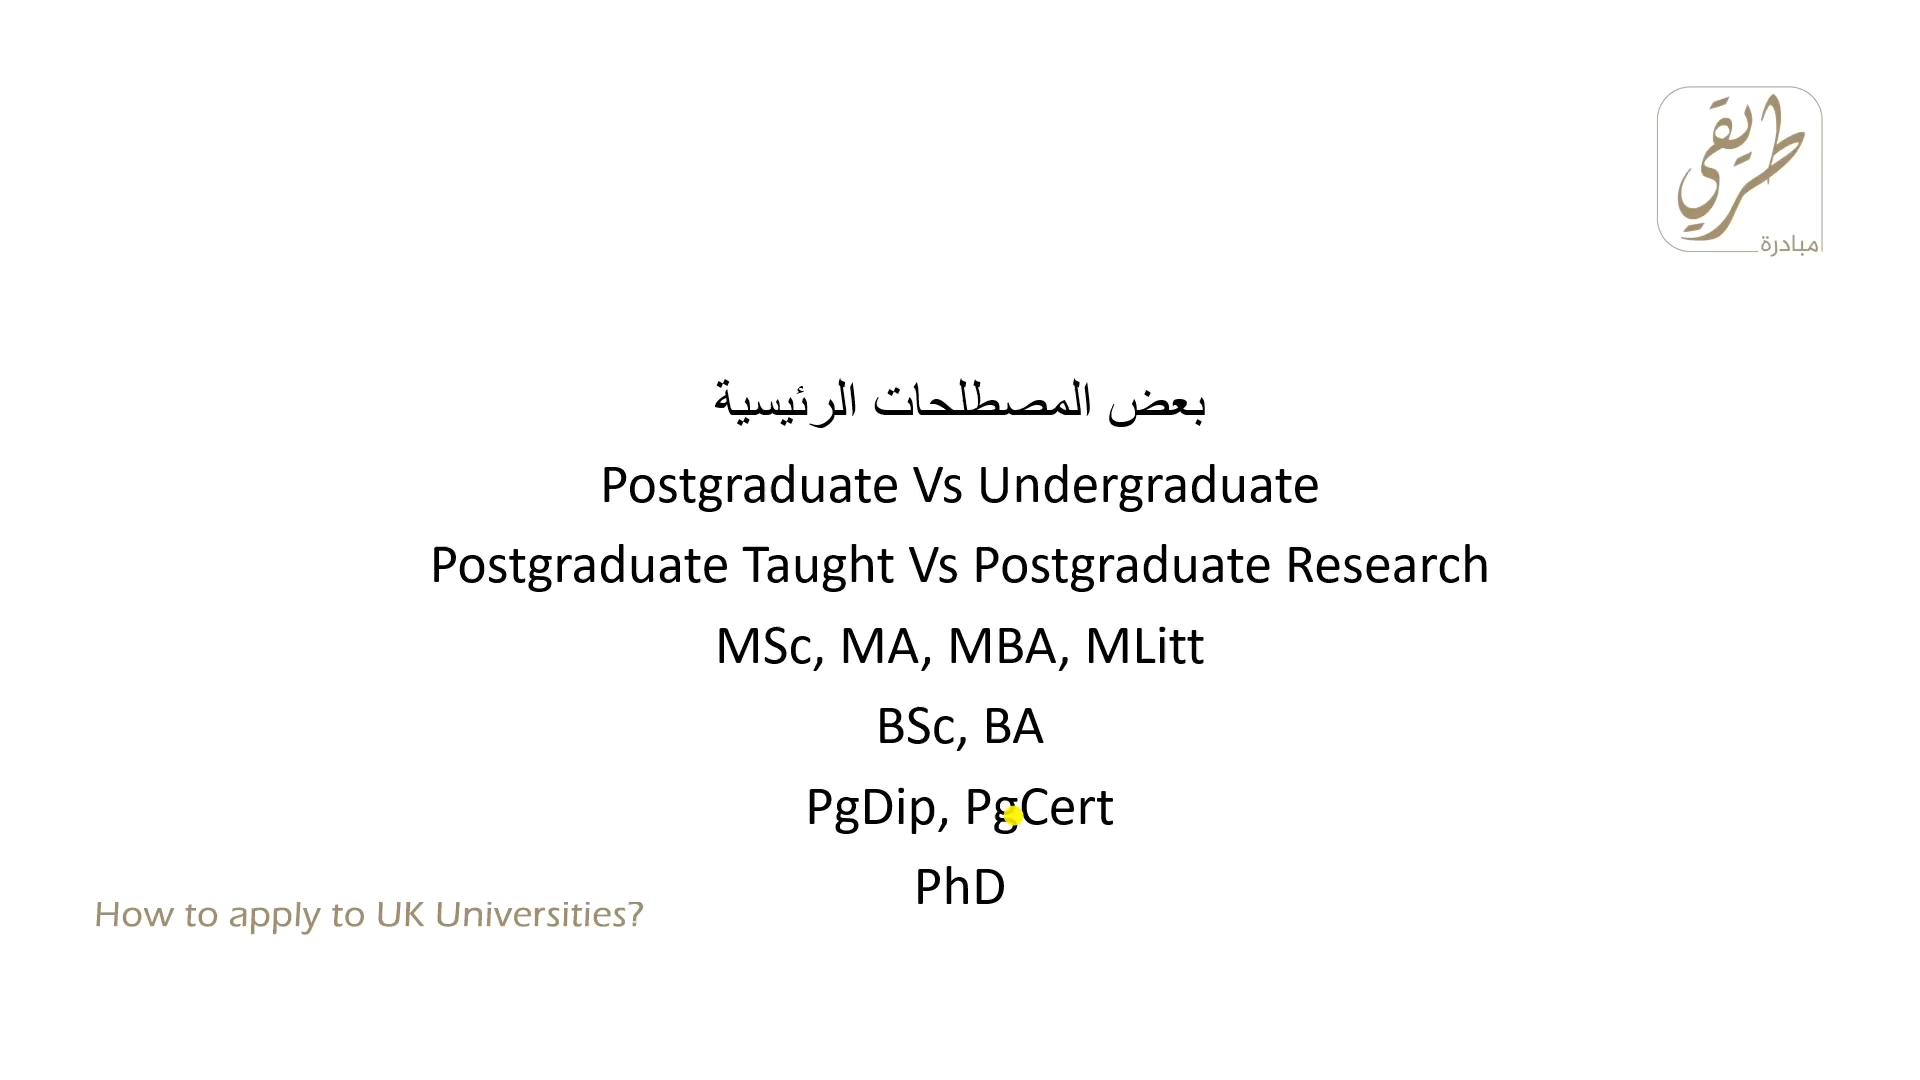 طريقي
مبادرة
بعض المصطلحات الرئيسية
Postgraduate Vs Undergraduate
Postgraduate Taught Vs Postgraduate Research
MSc, MA, MBA, MLitt
BSc, BA
PgDip, PgCert
PhD
How to apply to UK Universities?